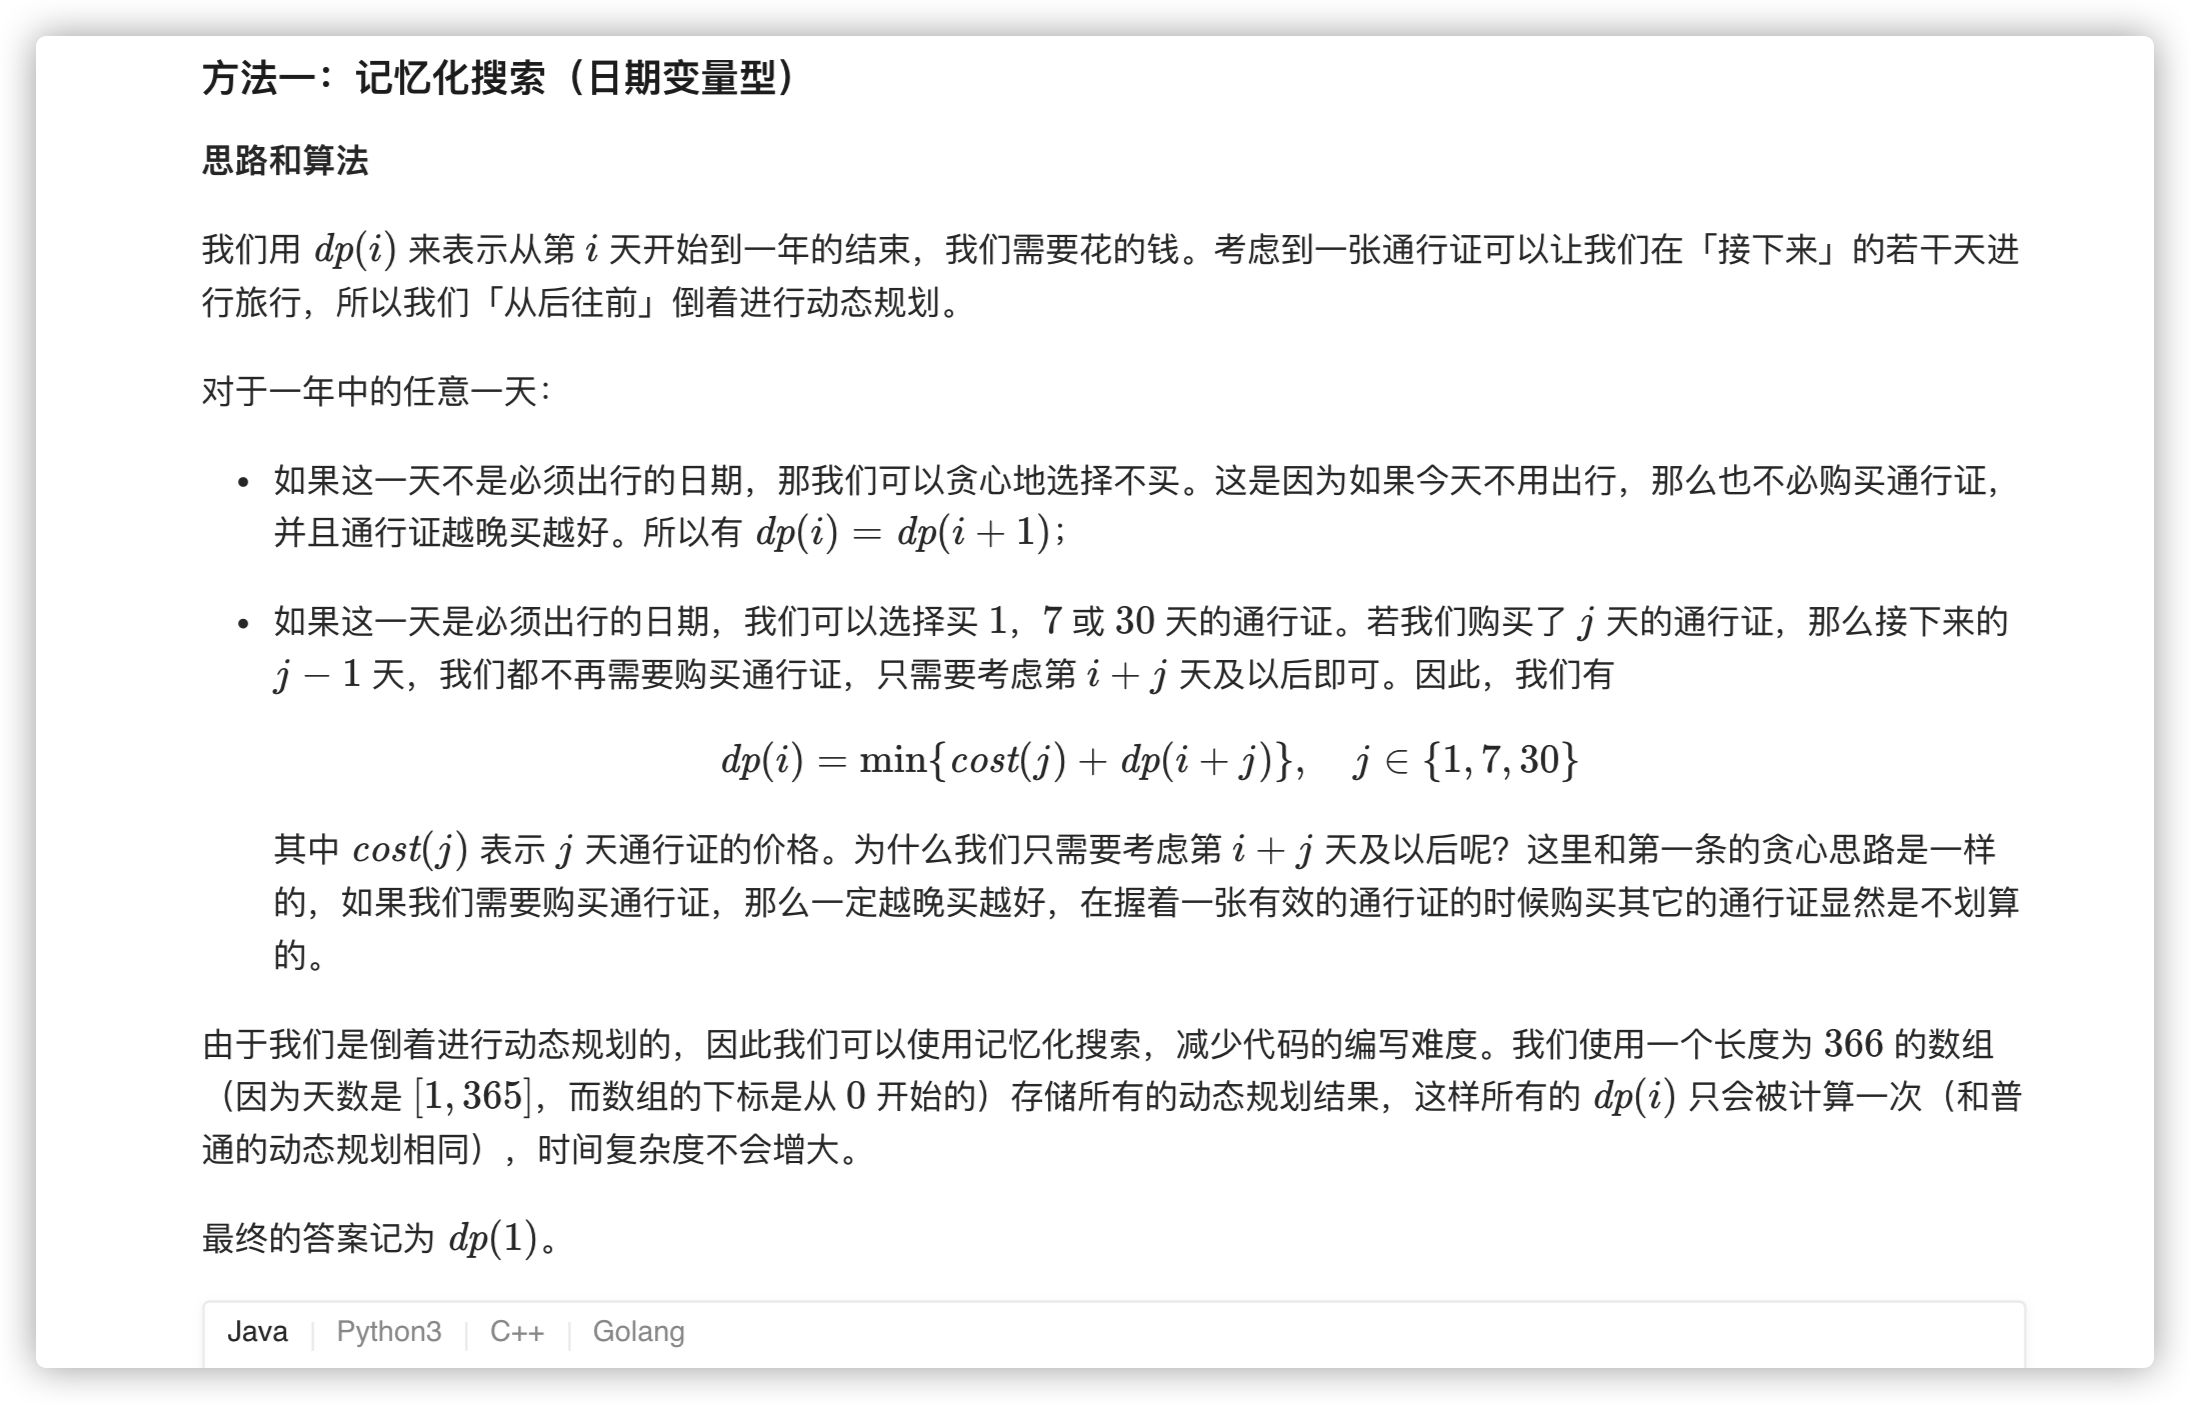 方法一：记忆化搜索（日期变量型）
思路和算法
我们用 dp(i) 来表示从第 i 天开始到一年的结束，我们需要花的钱。考虑到一张通行证可以让我们在「接下来」的若干天进
行旅行，所以我们「从后往前」倒着进行动态规划。
对于一年中的任意一天：
• 如果这一天不是必须出行的日期，那我们可以贪心地选择不买。这是因为如果今天不用出行，那么也不必购买通行证，
并且通行证越晚买越好。所以有 dp(i) = dp(i + 1)；
• 如果这一天是必须出行的日期，我们可以选择买 1，7 或 30 天的通行证。若我们购买了 j 天的通行证，那么接下来的
j − 1 天，我们都不再需要购买通行证，只需要考虑第 i + j 天及以后即可。因此，我们有
dp(i) = min{cost(j) + dp(i + j)}, j ∈ {1, 7, 30}
其中 cost(j) 表示 j 天通行证的价格。为什么我们只需要考虑第 i + j 天及以后呢？这里和第一条的贪心思路是一样
的，如果我们需要购买通行证，那么一定越晚买越好，在握着一张有效的通行证的时候购买其它的通行证显然是不划算
的。
由于我们是倒着进行动态规划的，因此我们可以使用记忆化搜索，减少代码的编写难度。我们使用一个长度为 366 的数组
（因为天数是 [1, 365]，而数组的下标是从 0 开始的）存储所有的动态规划结果，这样所有的 dp(i) 只会被计算一次（和普
通的动态规划相同），时间复杂度不会增大。
最终的答案记为 dp(1)。
Java | Python3 | C++ | Golang